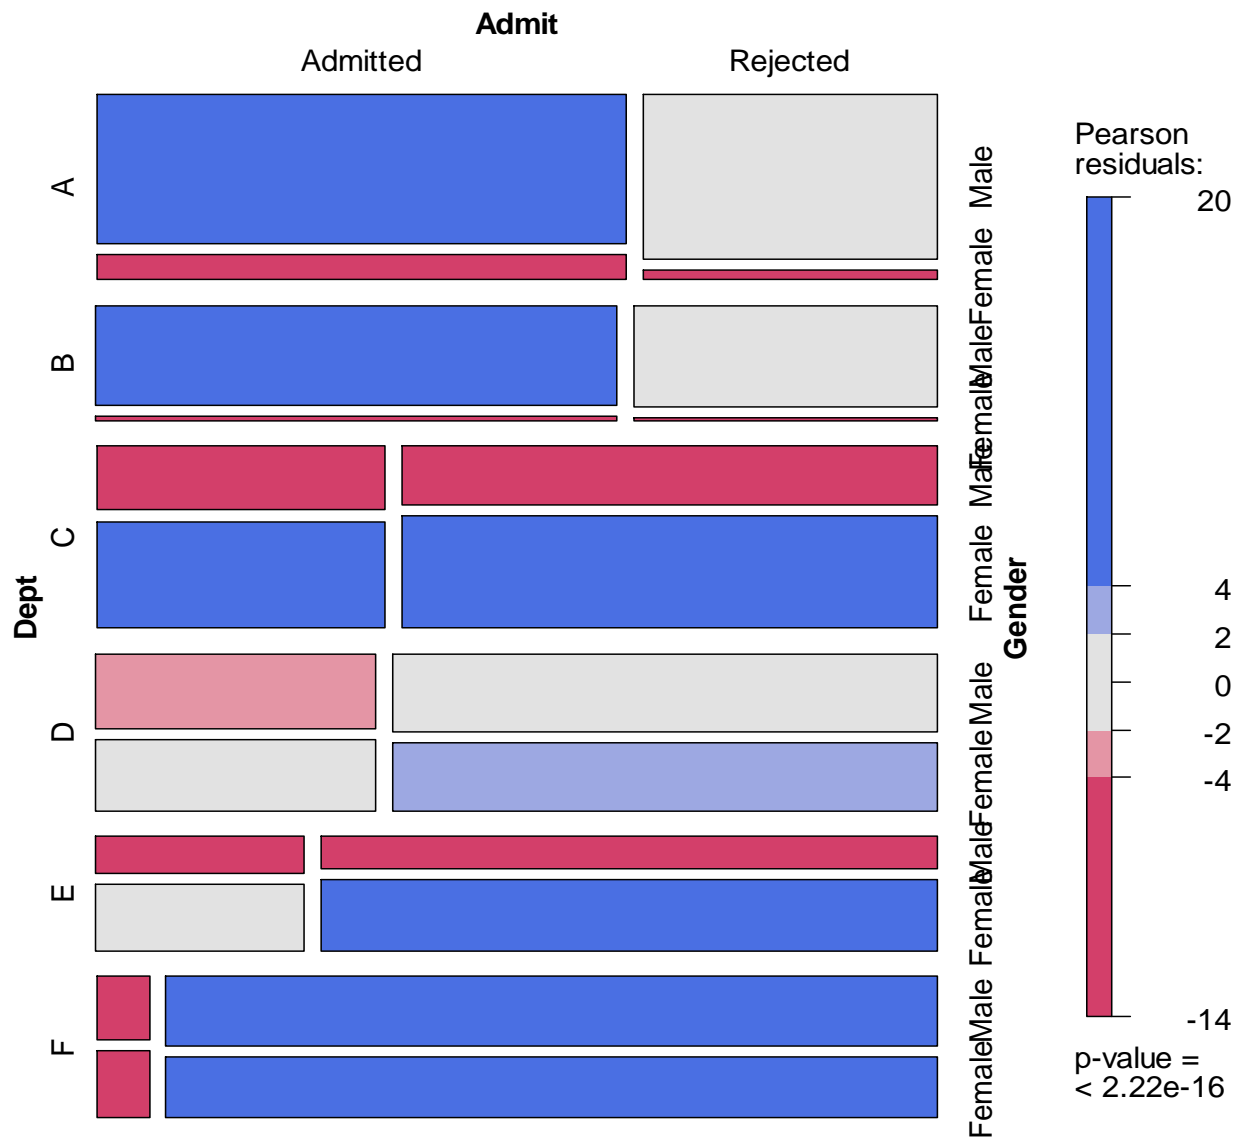 Admit
Admitted Rejected
Dept
A
B
C
D
E
F
Male
Female
Male
Female
Male
Female
Male
Female
Male
Female
Male
Female
Gender
Pearson
residuals:
20
4
2
0
-2
-4
-14
p-value =
< 2.22e-16